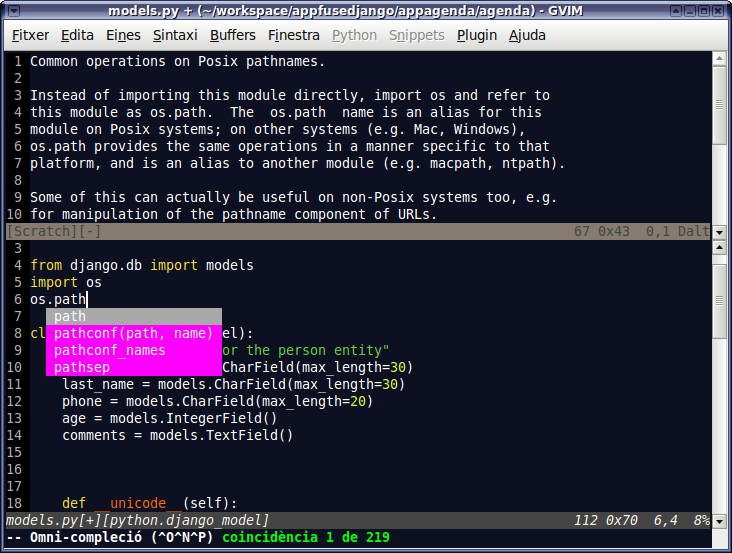 models.py + (~/workspace/appfusedjango/appagenda/agenda) - GVIM
Fitxer Edita Eines Sintaxi Buffers Finestra Python Snippets Plugin Ajuda
1 Common operations on Posix pathnames.
2
3 Instead of importing this module directly, import os and refer to
4 this module as os.path.  The  os.path  name is an alias for this
5 module on Posix systems; on other systems (e.g. Mac, Windows),
6 os.path provides the same operations in a manner specific to that
7 platform, and is an alias to another module (e.g. macpath, ntpath).
8
9 Some of this can actually be useful on non-Posix systems too, e.g.
10 for manipulation of the pathname component of URLs.
[Scratch][-] 67 0x43  0,1 Dalt
3
4 from django.db import models
5 import os
6 os.path
7 path
8 cl pathconf(path, name) el):
9 pathconf_names or the person entity"
10 pathsep CharField(max_length=30)
11 last_name = models.CharField(max_length=30)
12 phone = models.CharField(max_length=20)
13 age = models.IntegerField()
14 comments = models.TextField()
15
16
17
18 def __unicode__(self):
models.py[+][python.django_model] 112 0x70  6,4  8%
-- Omni-compleció (^O^N^P) coincidència 1 de 219